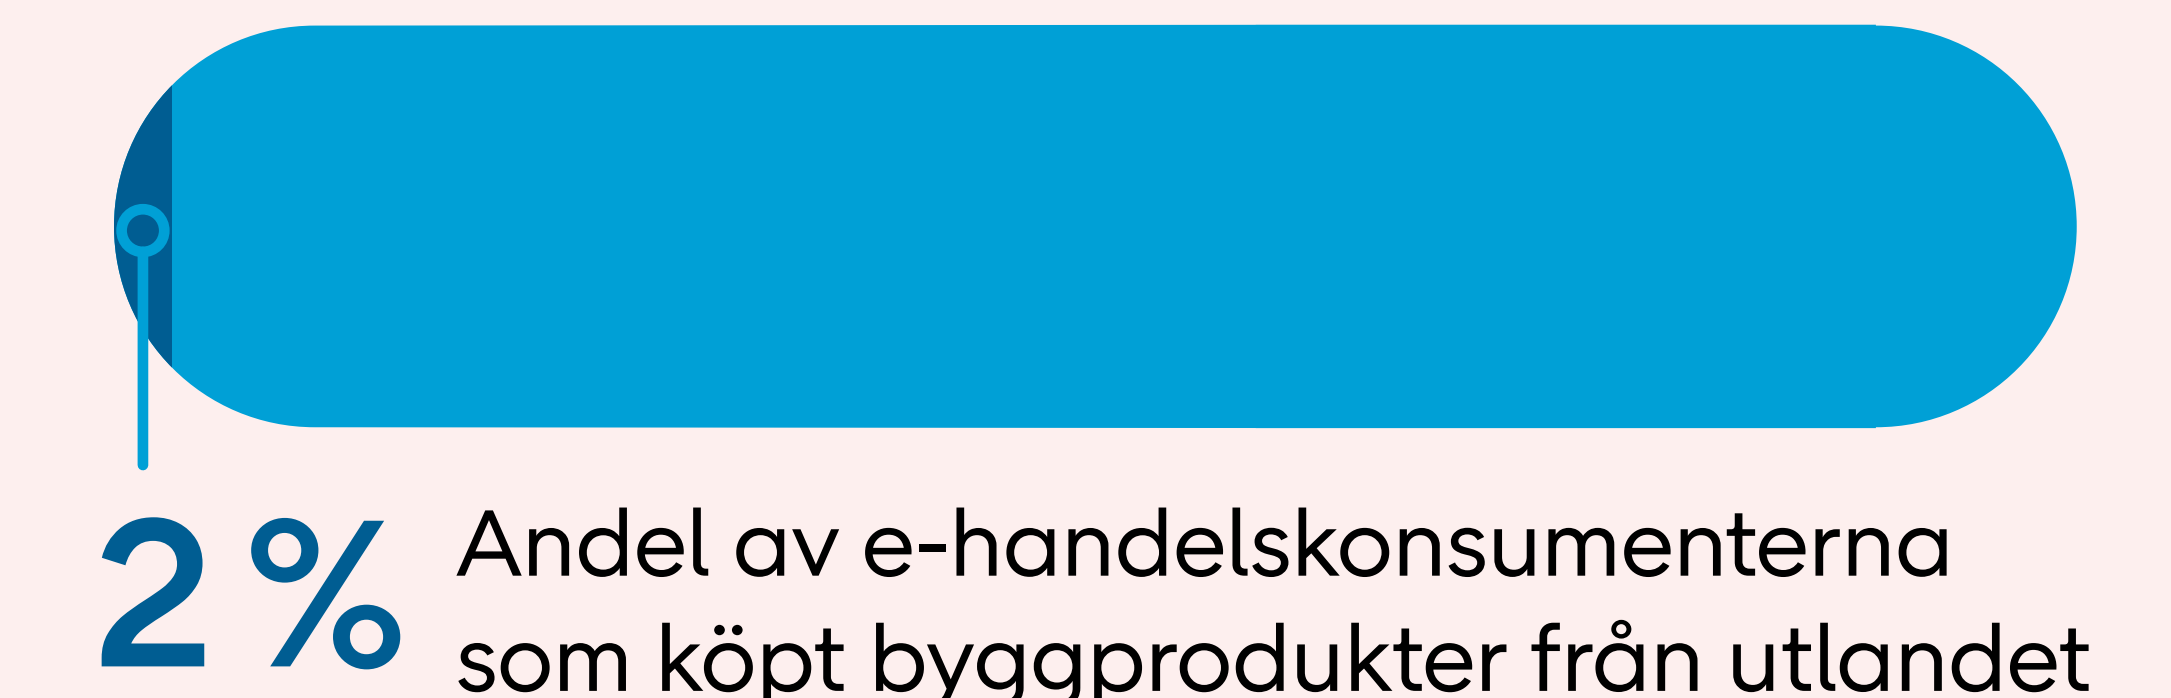 2 % Andel av e-handelskonsumenterna
som köpt byggprodukter från utlandet